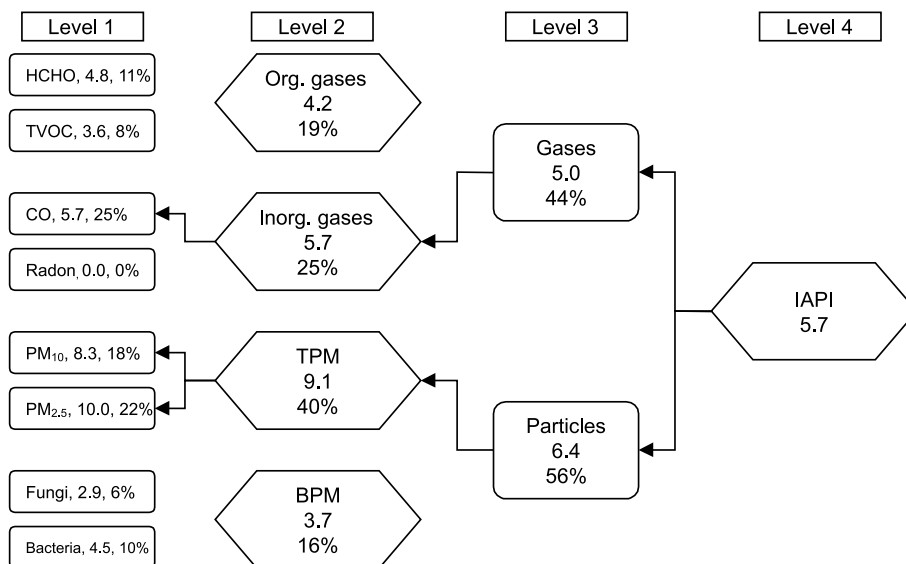 Level 1
Level 2
Level 3
Level 4
HCHO, 4.8, 11%
TVOC, 3.6, 8%
CO, 5.7, 25%
Radon, 0.0, 0%
PM₁₀, 8.3, 18%
PM₂.₅, 10.0, 22%
Fungi, 2.9, 6%
Bacteria, 4.5, 10%
Org. gases
4.2
19%
Inorg. gases
5.7
25%
TPM
9.1
40%
BPM
3.7
16%
Gases
5.0
44%
Particles
6.4
56%
IAPI
5.7